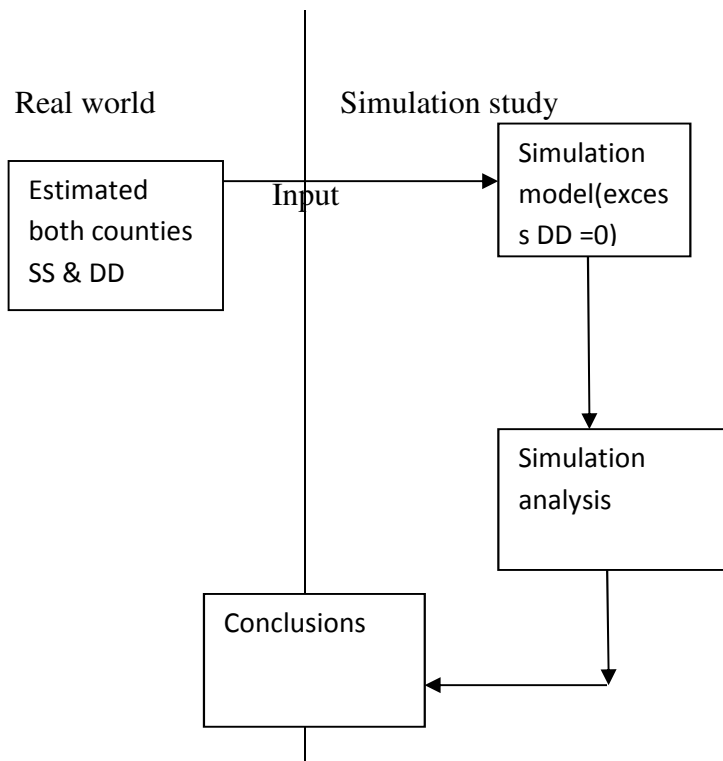 Real world
Simulation study
Estimated
both counties
SS & DD
Input
Simulation
model(exces
s DD =0)
Simulation
analysis
Conclusions